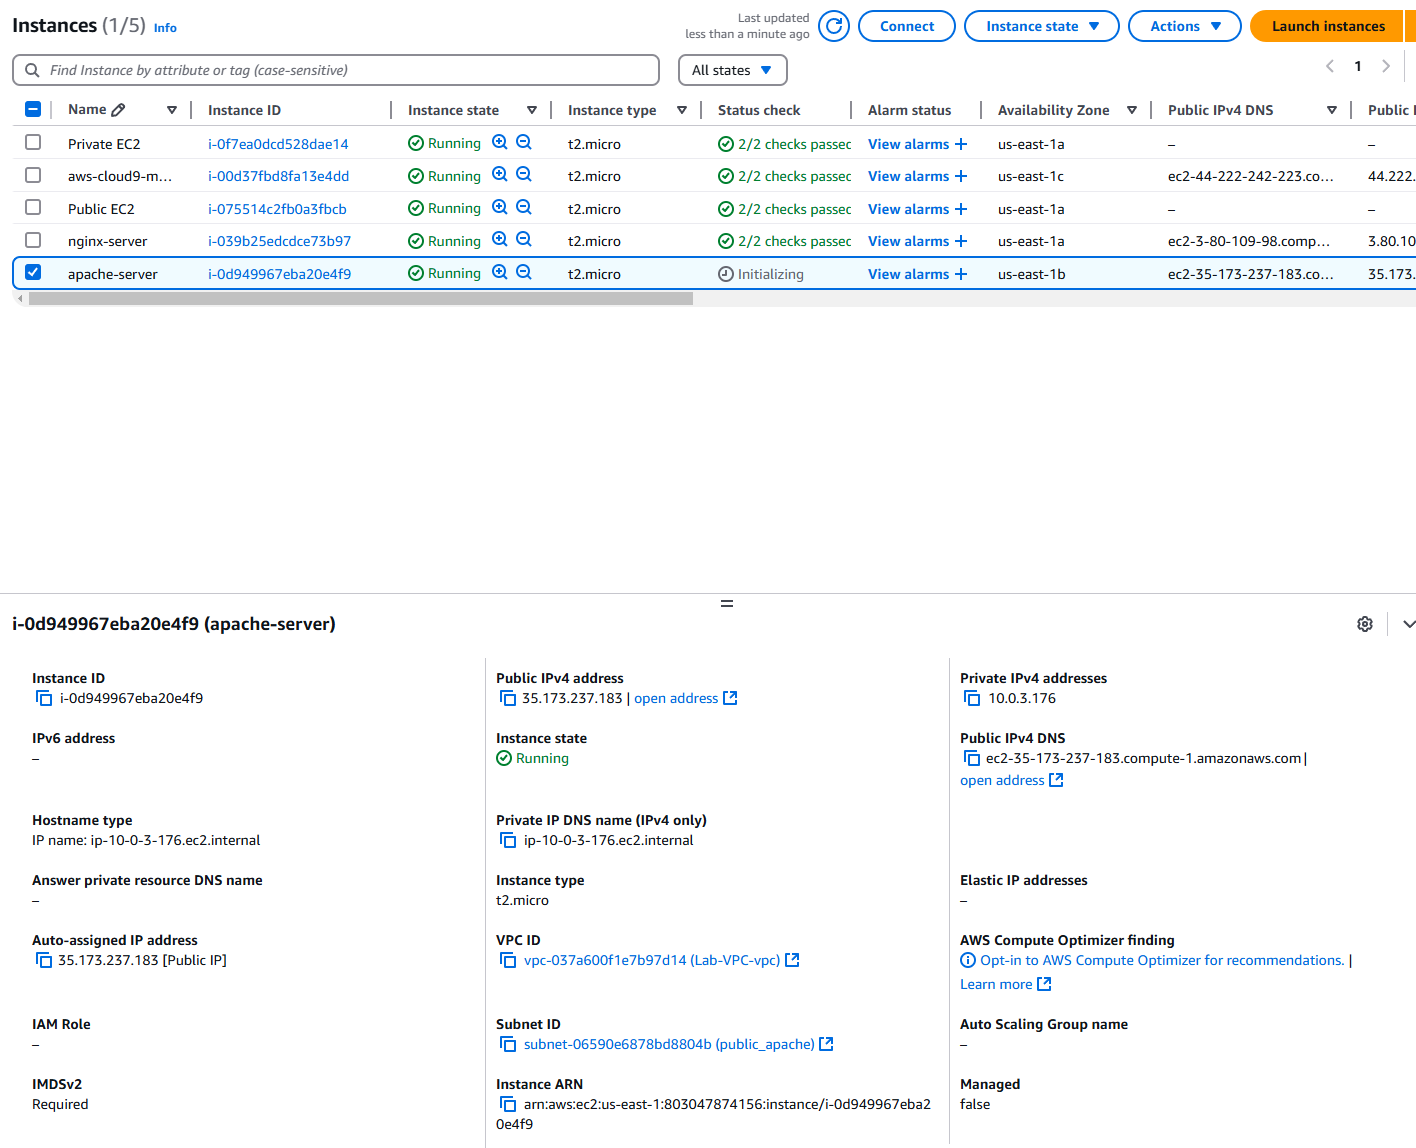 Instances (1/5) Info
Last updated
less than a minute ago
Connect
Instance state
Actions
Launch instances
Find Instance by attribute or tag (case-sensitive)
All states
1
Name Instance ID Instance state Instance type Status check Alarm status Availability Zone Public IPv4 DNS Public
Private EC2 i-0f7ea0dcd528dae14 Running t2.micro 2/2 checks passec View alarms + us-east-1a –  –
aws-cloud9-m... i-00d37fbd8fa13e4dd Running t2.micro 2/2 checks passec View alarms + us-east-1c ec2-44-222-242-223.co... 44.222.
Public EC2 i-075514c2fb0a3fbcb Running t2.micro 2/2 checks passec View alarms + us-east-1a –  –
nginx-server i-039b25edcdce73b97 Running t2.micro 2/2 checks passec View alarms + us-east-1a ec2-3-80-109-98.comp... 3.80.10
apache-server i-0d949967eba20e4f9 Running t2.micro Initializing View alarms + us-east-1b ec2-35-173-237-183.co... 35.173.
i-0d949967eba20e4f9 (apache-server)
Instance ID
i-0d949967eba20e4f9
Public IPv4 address
35.173.237.183 | open address
Private IPv4 addresses
10.0.3.176
IPv6 address
–
Instance state
Running
Public IPv4 DNS
ec2-35-173-237-183.compute-1.amazonaws.com |
open address
Hostname type
IP name: ip-10-0-3-176.ec2.internal
Private IP DNS name (IPv4 only)
ip-10-0-3-176.ec2.internal
Answer private resource DNS name
–
Instance type
t2.micro
Elastic IP addresses
–
Auto-assigned IP address
35.173.237.183 [Public IP]
VPC ID
vpc-037a600f1e7b97d14 (Lab-VPC-vpc)
AWS Compute Optimizer finding
Opt-in to AWS Compute Optimizer for recommendations. |
Learn more
IAM Role
–
Subnet ID
subnet-06590e6878bd8804b (public_apache)
Auto Scaling Group name
–
IMDSv2
Required
Instance ARN
arn:aws:ec2:us-east-1:803047874156:instance/i-0d949967eba2
0e4f9
Managed
false